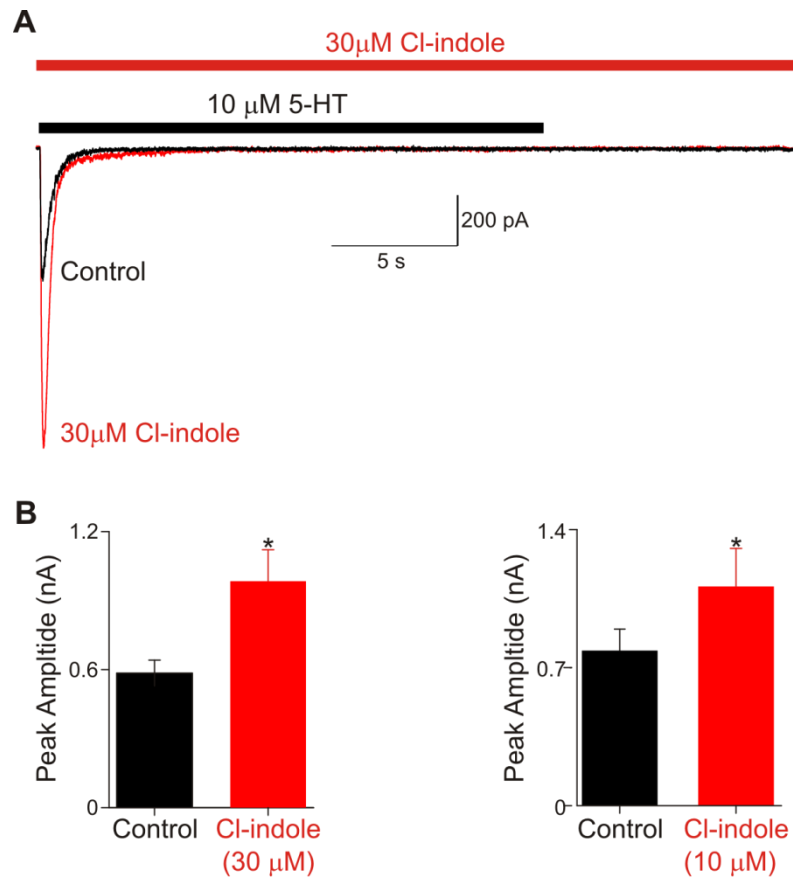 A
30μM Cl-indole
10 μM 5-HT
200 pA
5 s
Control
30μM Cl-indole
B
1.2
0.6
0
Peak Ampltide (nA)
Control
Cl-indole
(30 μM)
*
1.4
0.7
0
Peak Ampltide (nA)
Control
Cl-indole
(10 μM)
*